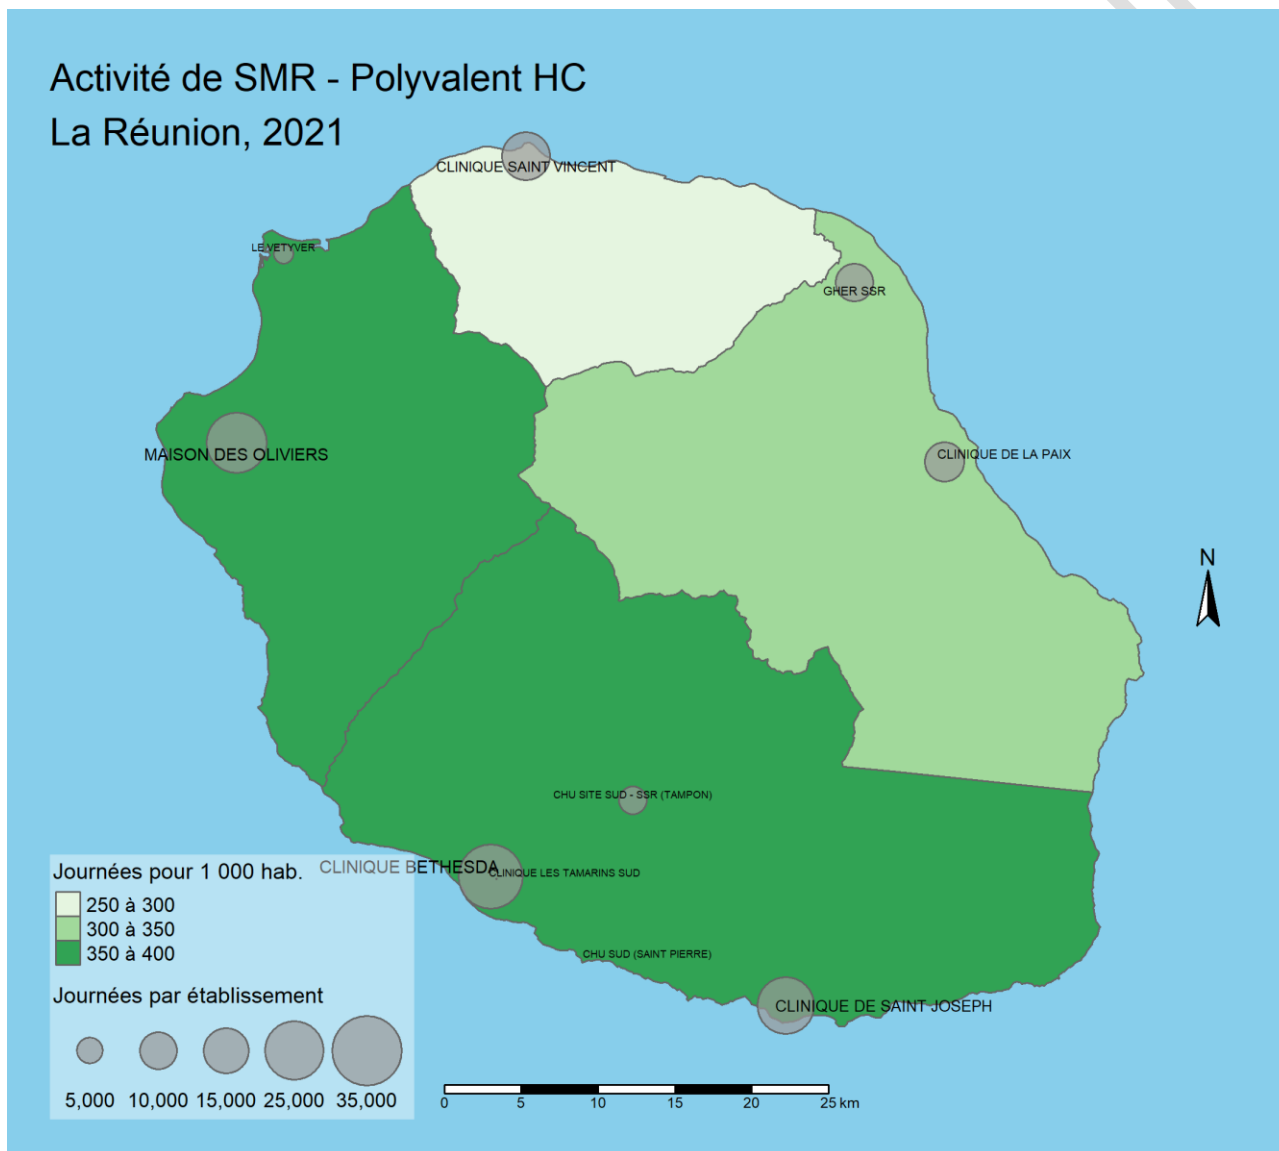 Activité de SMR - Polyvalent HC
La Réunion, 2021
CLINIQUE SAINT VINCENT
LE VETYVER
GHER SSR
MAISON DES OLIVIERS
CLINIQUE DE LA PAIX
N
CHU SITE SUD - SSR (TAMPON)
CLINIQUE BETHESDA
CLINIQUE LES TAMARINS SUD
CHU SUD (SAINT PIERRE)
CLINIQUE DE SAINT JOSEPH
Journées pour 1 000 hab.
250 à 300
300 à 350
350 à 400
Journées par établissement
5,000 10,000 15,000 25,000 35,000
0 5 10 15 20 25 km